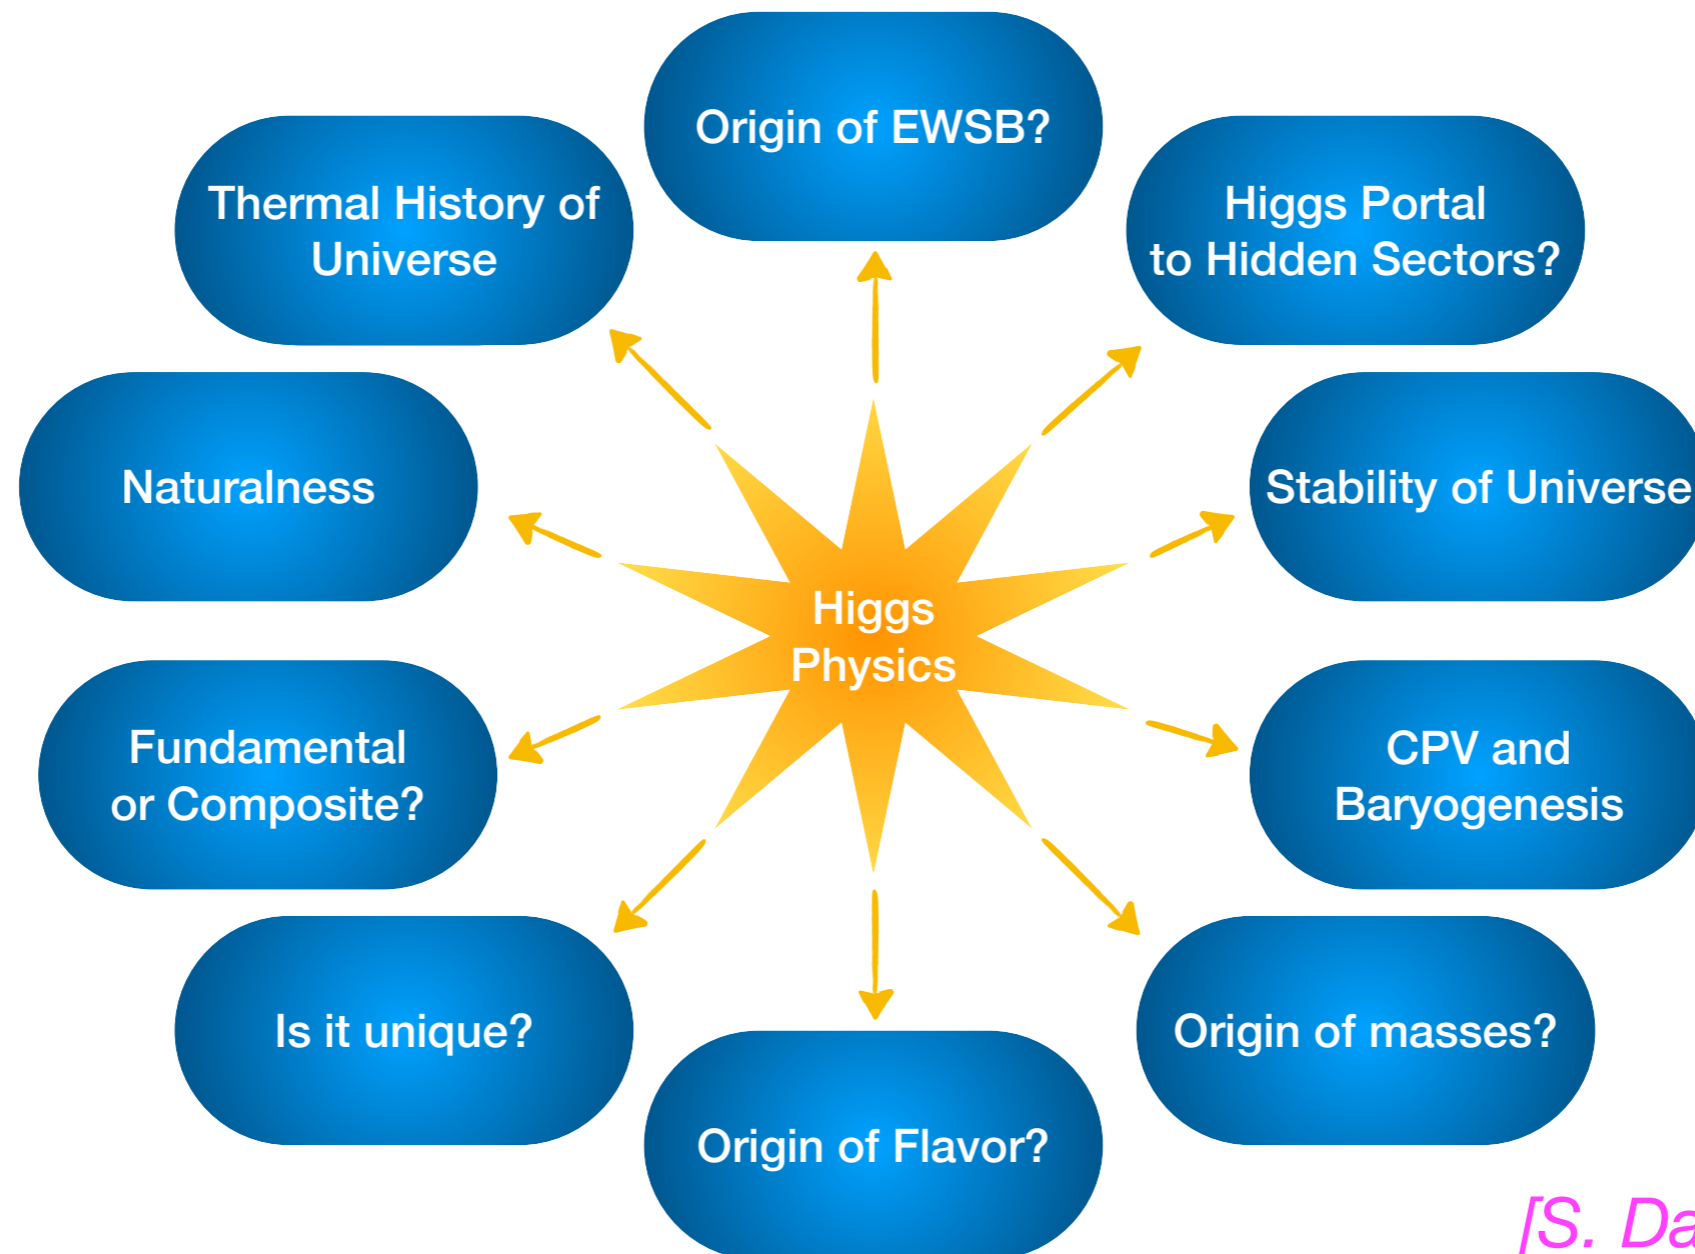 Origin of EWSB?
Thermal History of
Universe
Higgs Portal
to Hidden Sectors?
Naturalness
Stability of Universe
Higgs
Physics
Fundamental
or Composite?
CPV and
Baryogenesis
Is it unique?
Origin of masses?
Origin of Flavor?
[S. Da